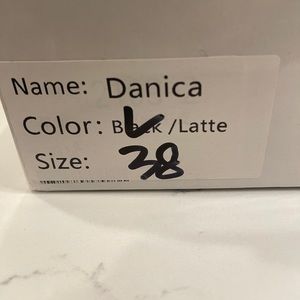 Name: Danica
Color: Black /Latte
Size: 38